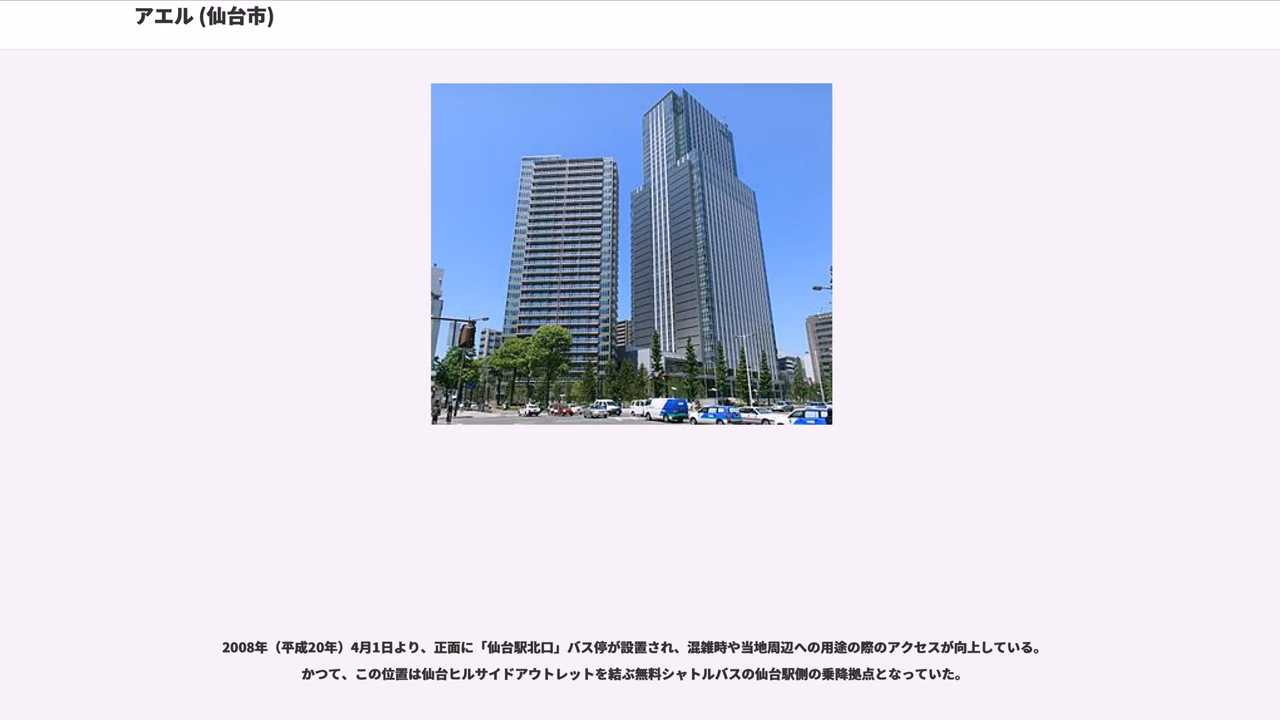 アエル (仙台市)
2008年（平成20年）4月1日より、正面に「仙台駅北口」バス停が設置され、混雑時や当地周辺への用途の際のアクセスが向上している。
かつて、この位置は仙台ヒルサイドアウトレットを結ぶ無料シャトルバスの仙台駅側の乗降拠点となっていた。